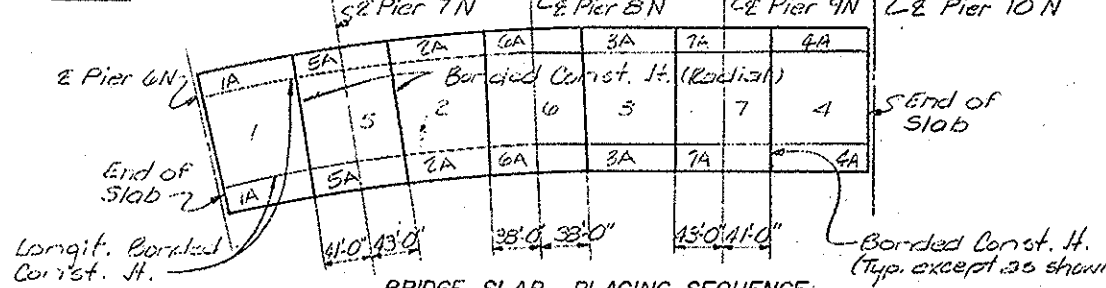 ℄ Pier 7N
℄ Pier 8N
℄ Pier 9N
℄ Pier 10N
℄ Pier 6N
1A
5A
2A
6A
3A
7A
4A
Bonded Const. Jt. (Radial)
1
5
2
6
3
7
4
End of
Slab
End of
Slab
1A
5A
2A
6A
3A
7A
4A
Longit. Bonded
Const. Jt.
41'-0" 43'-0"
38'-0" 38'-0"
43'-0" 41'-0"
Bonded Const. Jt.
(Typ. except as shown
BRIDGE SLAB PLACING SEQUENCE